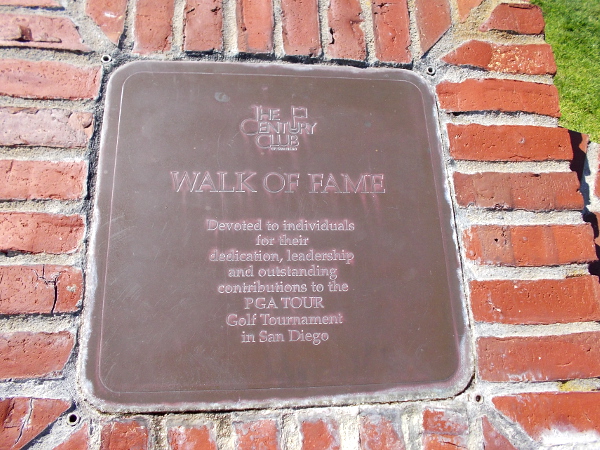 THE
CENTURY
CLUB
WALK OF FAME
Devoted to individuals
for their
dedication, leadership
and outstanding
contributions to the
PGA TOUR
Golf Tournament
in San Diego